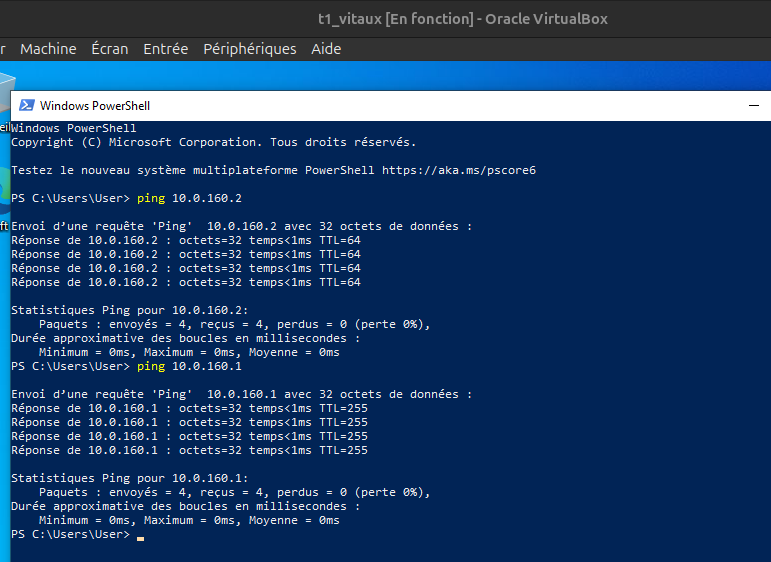 t1_vitaux [En fonction] - Oracle VirtualBox
r Machine Écran Entrée Périphériques Aide
Windows PowerShell
eil
Windows PowerShell
Copyright (C) Microsoft Corporation. Tous droits réservés.
Testez le nouveau système multiplateforme PowerShell https://aka.ms/pscore6
PS C:\Users\User> ping 10.0.160.2
ft
Envoi d’une requête 'Ping'  10.0.160.2 avec 32 octets de données :
Réponse de 10.0.160.2 : octets=32 temps<1ms TTL=64
Réponse de 10.0.160.2 : octets=32 temps<1ms TTL=64
Réponse de 10.0.160.2 : octets=32 temps<1ms TTL=64
Réponse de 10.0.160.2 : octets=32 temps<1ms TTL=64
Statistiques Ping pour 10.0.160.2:
    Paquets : envoyés = 4, reçus = 4, perdus = 0 (perte 0%),
Durée approximative des boucles en millisecondes :
    Minimum = 0ms, Maximum = 0ms, Moyenne = 0ms
PS C:\Users\User> ping 10.0.160.1
Envoi d’une requête 'Ping'  10.0.160.1 avec 32 octets de données :
Réponse de 10.0.160.1 : octets=32 temps<1ms TTL=255
Réponse de 10.0.160.1 : octets=32 temps<1ms TTL=255
Réponse de 10.0.160.1 : octets=32 temps<1ms TTL=255
Réponse de 10.0.160.1 : octets=32 temps<1ms TTL=255
Statistiques Ping pour 10.0.160.1:
    Paquets : envoyés = 4, reçus = 4, perdus = 0 (perte 0%),
Durée approximative des boucles en millisecondes :
    Minimum = 0ms, Maximum = 0ms, Moyenne = 0ms
PS C:\Users\User>